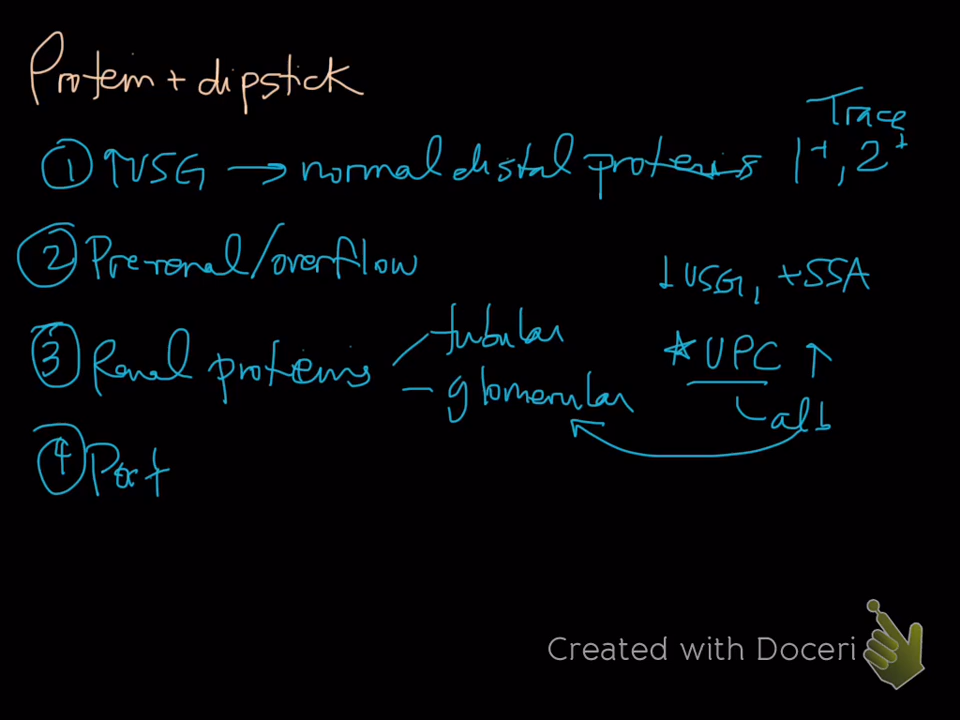 Protein + dipstick
Trace
① ↑USG → normal distal proteins 1+, 2+
② Pre-renal/overflow
↓USG, +SSA
③ Renal proteins - tubular
- glomerular
* UPC ↑
alb
④ Post
Created with Doceri